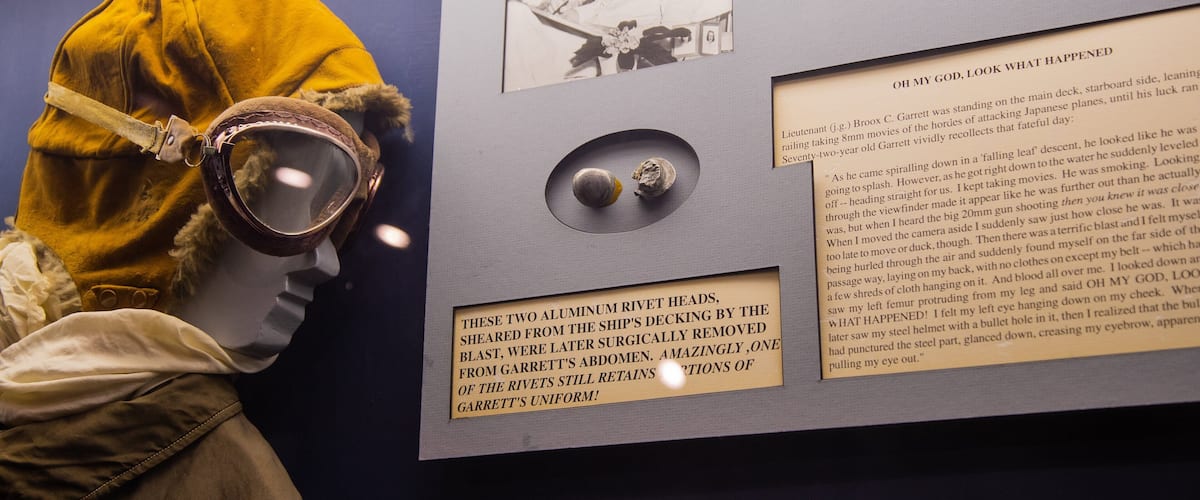 OH MY GOD, LOOK WHAT HAPPENED
Lieutenant (j.g.) Broox C. Garrett was standing on the main deck, starboard side, leaning
railing taking 8mm movies of the hordes of attacking Japanese planes, until his luck ran
Seventy-two-year old Garrett vividly recollects that fateful day:
" As he came spiralling down in a 'falling leaf' descent, he looked like he was
going to splash. However, as he got right down to the water he suddenly leveled
off -- heading straight for us. I kept taking movies. He was smoking. Looking
through the viewfinder made it appear like he was further out than he actually
was, but when I heard the big 20mm gun shooting then you knew it was close
When I moved the camera aside I suddenly saw just how close he was. It was
too late to move or duck, though. Then there was a terrific blast and I felt myself
being hurled through the air and suddenly found myself on the far side of the
passage way, laying on my back, with no clothes on except my belt -- which had
a few shreds of cloth hanging on it. And blood all over me. I looked down and
saw my left femur protruding from my leg and said OH MY GOD, LOOK
WHAT HAPPENED! I felt my left eye hanging down on my cheek. When
later saw my steel helmet with a bullet hole in it, then I realized that the bullet
had punctured the steel part, glanced down, creasing my eyebrow,
pulling my eye out."
THESE TWO ALUMINUM RIVET HEADS,
SHEARED FROM THE SHIP'S DECKING BY THE
BLAST, WERE LATER SURGICALLY REMOVED
FROM GARRETT'S ABDOMEN. AMAZINGLY ,ONE
OF THE RIVETS STILL RETAINS OF
GARRETT'S UNIFORM!